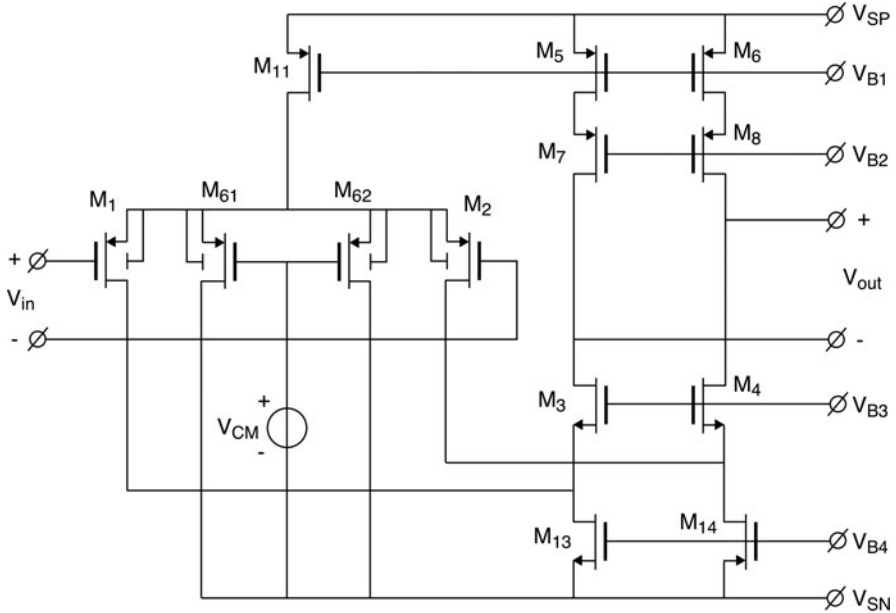 V_SP
M_11
M_5
M_6
V_B1
M_7
M_8
V_B2
M_1
M_61
M_62
M_2
+
+
V_in
V_out
-
-
M_3
M_4
V_B3
+
V_CM
-
M_13
M_14
V_B4
V_SN